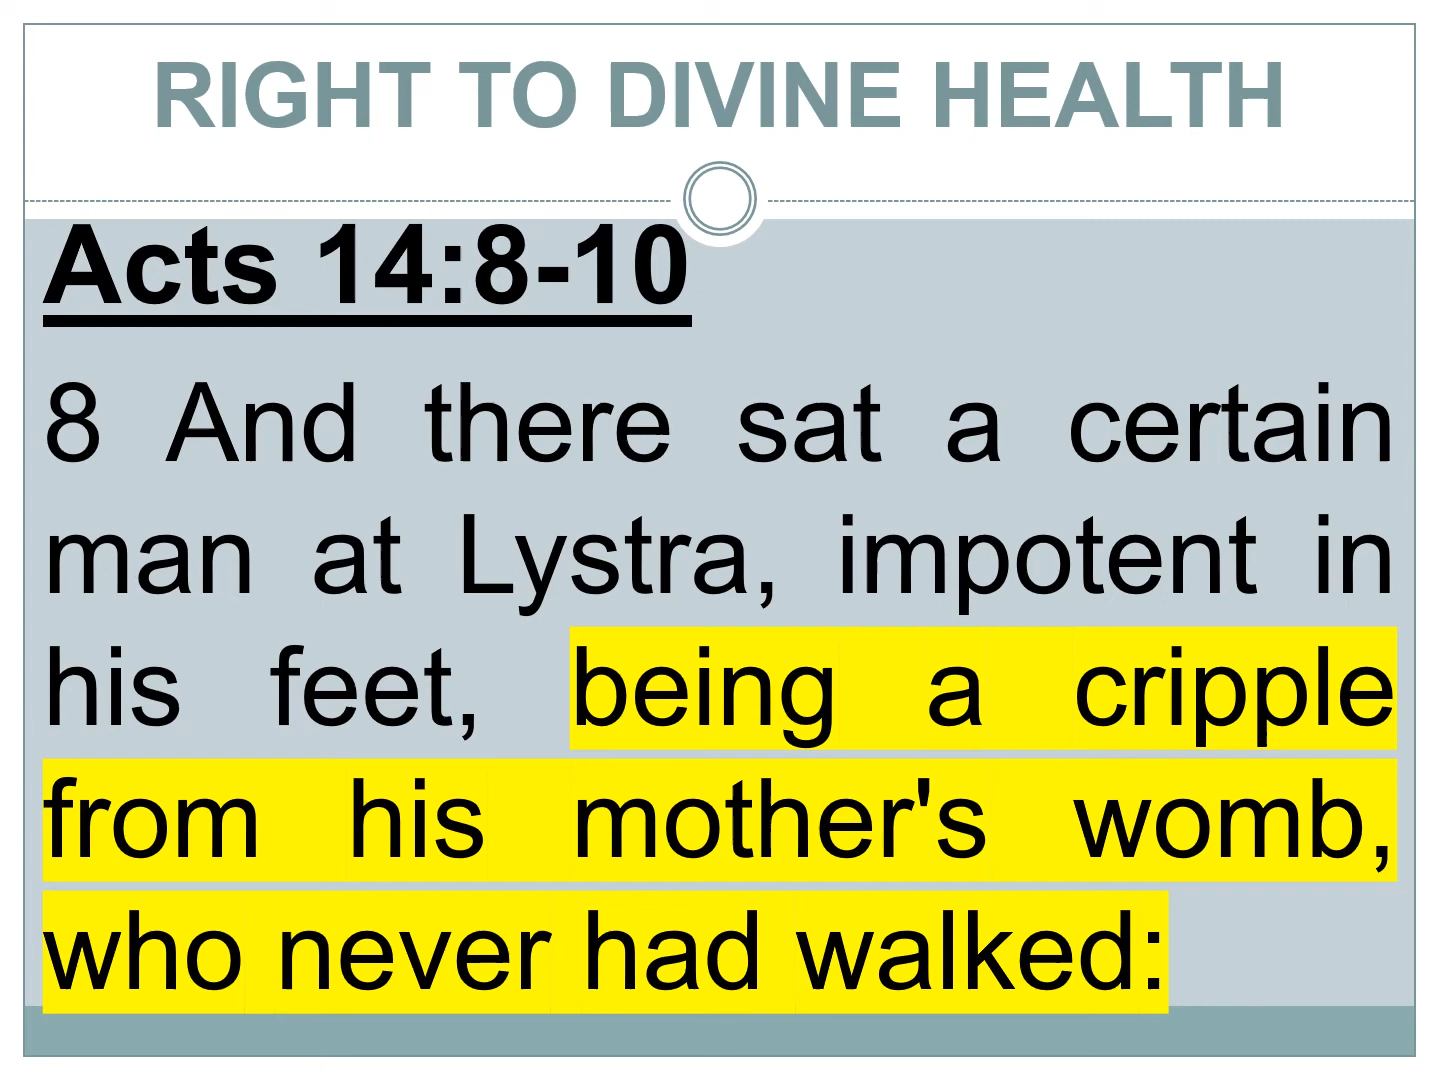 RIGHT TO DIVINE HEALTH
Acts 14:8-10
8 And there sat a certain
man at Lystra, impotent in
his feet, being a cripple
from his mother's womb,
who never had walked: